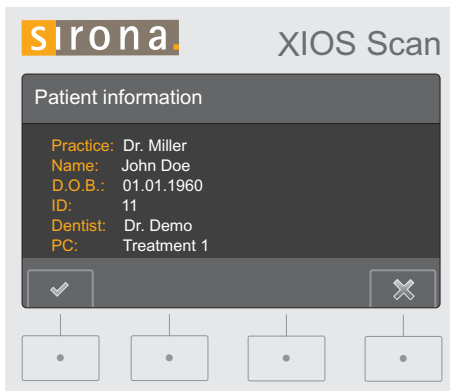 sirona.
XIOS Scan
Patient information
Practice: Dr. Miller
Name: John Doe
D.O.B.: 01.01.1960
ID: 11
Dentist: Dr. Demo
PC: Treatment 1